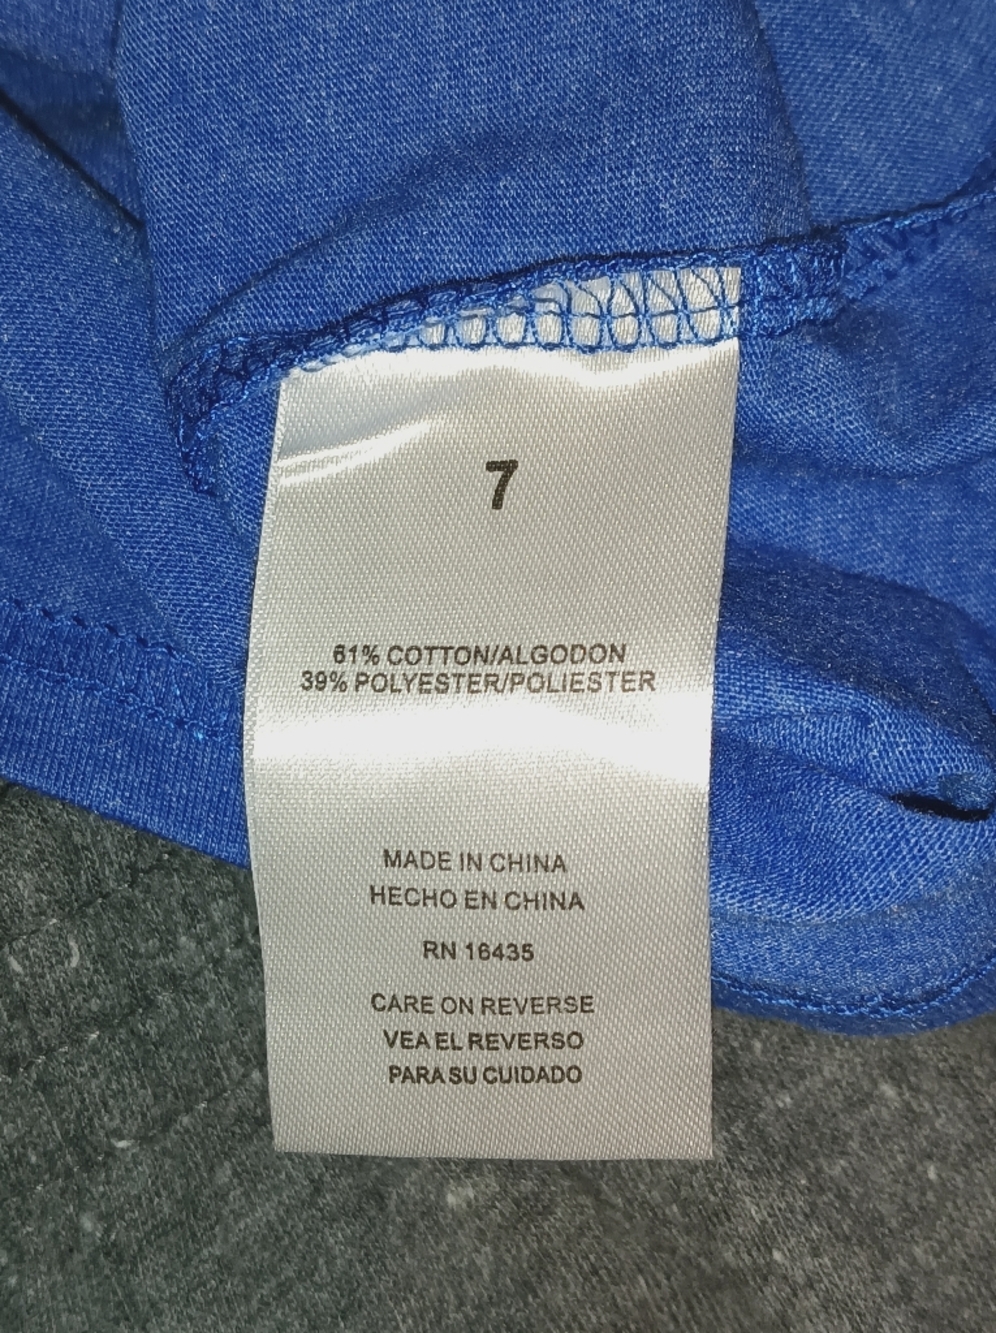 7
61% COTTON/ALGODON
39% POLYESTER/POLIESTER
MADE IN CHINA
HECHO EN CHINA
RN 16435
CARE ON REVERSE
VEA EL REVERSO
PARA SU CUIDADO